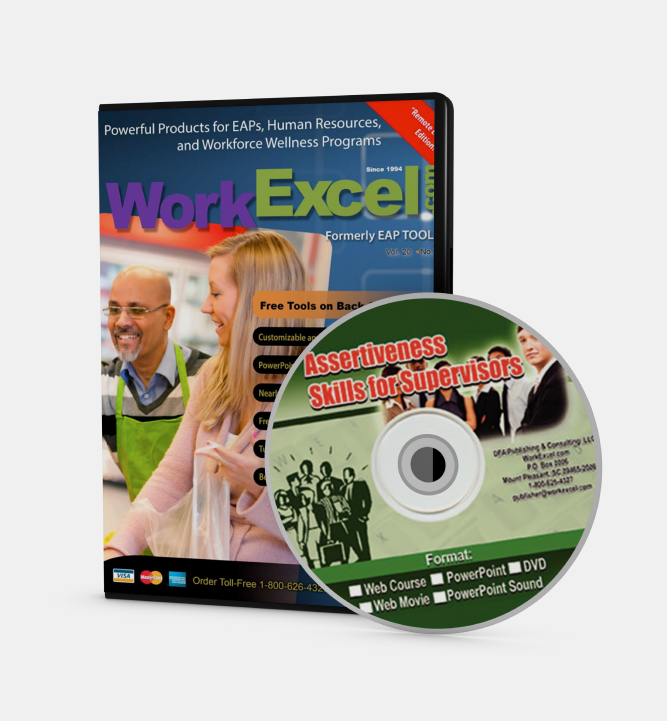 Powerful Products for EAPs, Human Resources,
and Workforce Wellness Programs
"Remote
Edition
Since 1994
WorkExcel.com
Formerly EAP TOOL
Vol. 20
Free Tools on Back
Customizable
PowerPoi
Near
Fre
VISA
MasterCard
Order Toll-Free 1-800-626-432
Assertiveness
Skills for Supervisors
DFA Publishing & Consulting, LLC
WorkExcel.com
P.O. Box 2006
Mount Pleasant, SC 29465-2006
1-800-626-4327
publisher@workexcel.com
Format:
Web Course PowerPoint DVD
Web Movie PowerPoint Sound